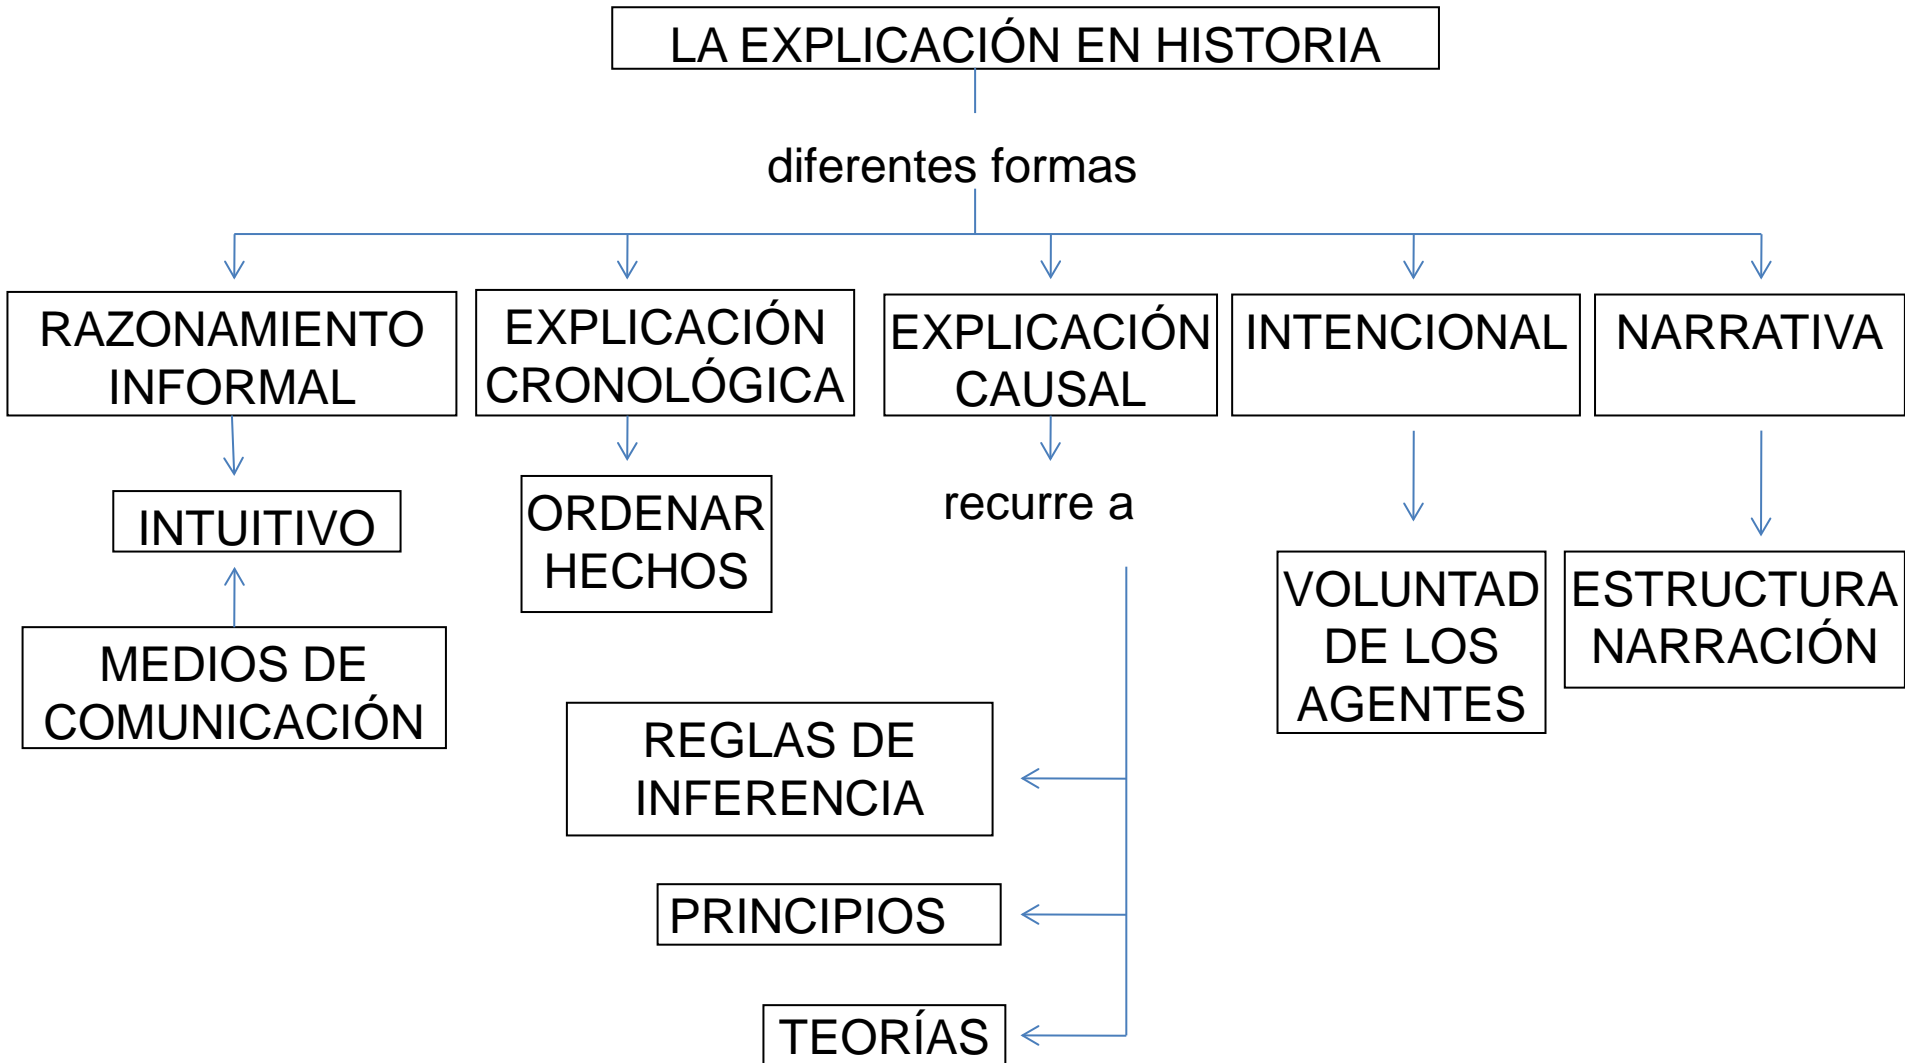 LA EXPLICACIÓN EN HISTORIA
diferentes formas
RAZONAMIENTO
INFORMAL
EXPLICACIÓN
CRONOLÓGICA
EXPLICACIÓN
CAUSAL
INTENCIONAL
NARRATIVA
INTUITIVO
ORDENAR
HECHOS
recurre a
VOLUNTAD
DE LOS
AGENTES
ESTRUCTURA
NARRACIÓN
MEDIOS DE
COMUNICACIÓN
REGLAS DE
INFERENCIA
PRINCIPIOS
TEORÍAS